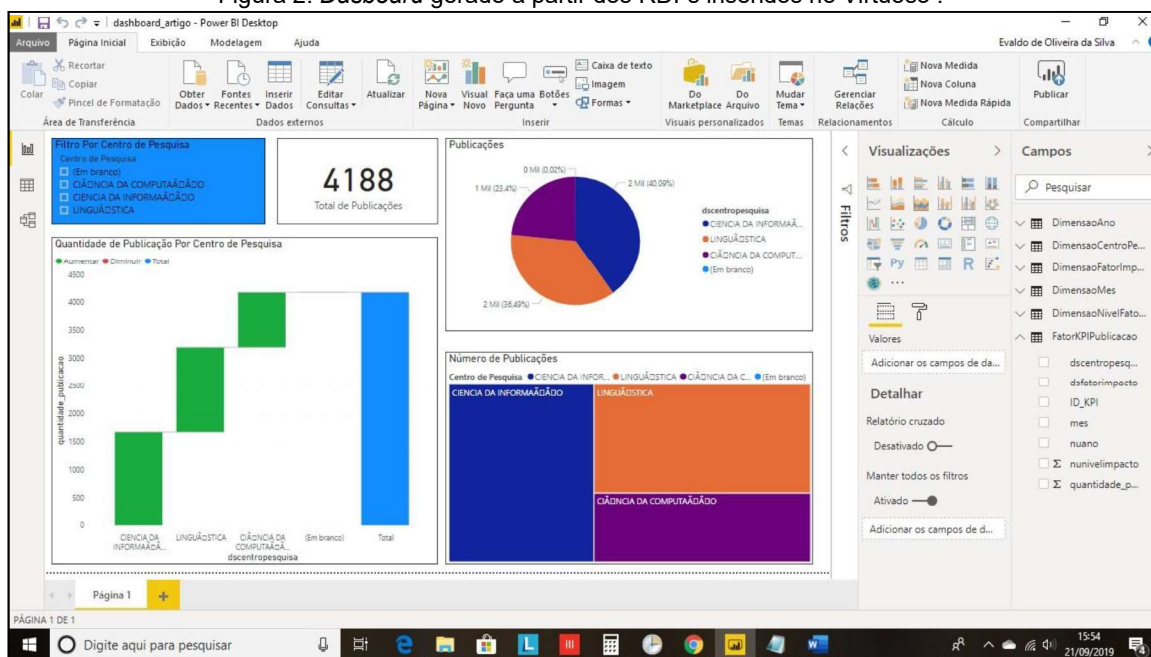 Figura 2: Dasboard gerado a partir dos RDFs inseridos no Virtuoso .
dashboard_artigo - Power BI Desktop
Arquivo Página Inicial Exibição Modelagem Ajuda
Evaldo de Oliveira da Silva
Colar
Recortar
Copiar
Pincel de Formatação
Área de Transferência
Obter Dados Fontes Recentes Inserir Dados Editar Consultas Atualizar
Dados externos
Nova Página Visual Novo Faça uma Pergunta Botões
Caixa de texto
Imagem
Formas
Inserir
Do Marketplace Do Arquivo
Visuais personalizados
Mudar Tema
Temas
Gerenciar Relações
Relacionamentos
Nova Medida
Nova Coluna
Nova Medida Rápida
Cálculo
Publicar
Compartilhar
Filtro Por Centro de Pesquisa
Centro de Pesquisa
(Em branco)
CIÃ□NCIA DA COMPUTAÃ□Ã□O
CIENCIA DA INFORMAÃ□Ã□O
LINGUÃ□STICA
4188
Total de Publicações
Publicações
0 Mil (0,02%)
1 Mil (23,4%)
2 Mil (40,09%)
2 Mil (36,49%)
dscentropesquisa
CIENCIA DA INFORMAÃ...
LINGUÃ□STICA
CIÃ□NCIA DA COMPUT...
(Em branco)
Quantidade de Publicação Por Centro de Pesquisa
Aumentar Diminuir Total
quantidade_publicacao
4500
4000
3500
3000
2500
2000
1500
1000
500
0
CIENCIA DA INFORMAÃ□Ã... LINGUÃ□STICA CIÃ□NCIA DA COMPUTAÃ□Ã... (Em branco) Total
dscentropesquisa
Número de Publicações
Centro de Pesquisa CIENCIA DA INFOR... LINGUÃ□STICA CIÃ□NCIA DA C... (Em branco)
CIENCIA DA INFORMAÃ□Ã□O
LINGUÃ□STICA
CIÃ□NCIA DA COMPUTAÃ□Ã□O
Filtros
Visualizações
Py
R
Valores
Adicionar os campos de da...
Detalhar
Relatório cruzado
Desativado
Manter todos os filtros
Ativado
Adicionar os campos de d...
Campos
Pesquisar
DimensaoAno
DimensaoCentroPe...
DimensaoFatorImp...
DimensaoMes
DimensaoNivelFato...
FatorKPIPublicacao
dscentropesq...
dsfatorimpacto
ID_KPI
mes
nuano
Σ nunivelimpacto
Σ quantidade_p...
Página 1
PÁGINA 1 DE 1
Digite aqui para pesquisar
15:54
21/09/2019